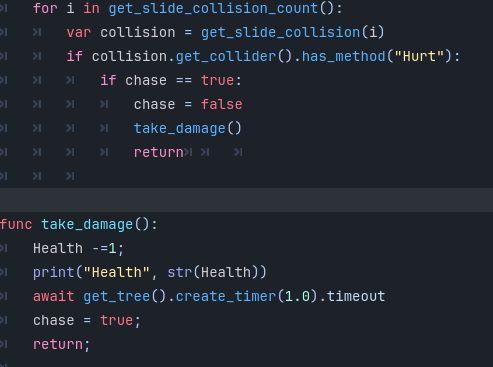 for i in get_slide_collision_count():
var collision = get_slide_collision(i)
if collision.get_collider().has_method("Hurt"):
if chase == true:
chase = false
take_damage()
return
func take_damage():
Health -=1;
print("Health", str(Health))
await get_tree().create_timer(1.0).timeout
chase = true;
return;